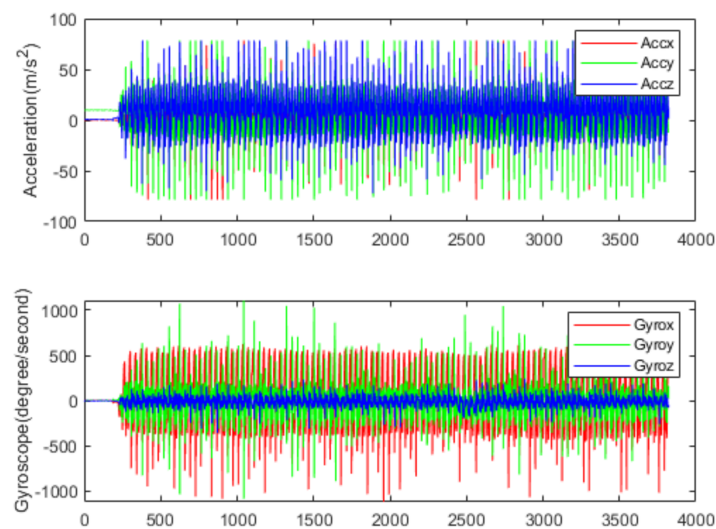 100
50
0
-50
-100
Acceleration(m/s²)
Accx
Accy
Accz
0 500 1000 1500 2000 2500 3000 3500 4000
1000
500
0
-500
-1000
Gyroscope(degree/second)
Gyrox
Gyroy
Gyroz
0 500 1000 1500 2000 2500 3000 3500 4000